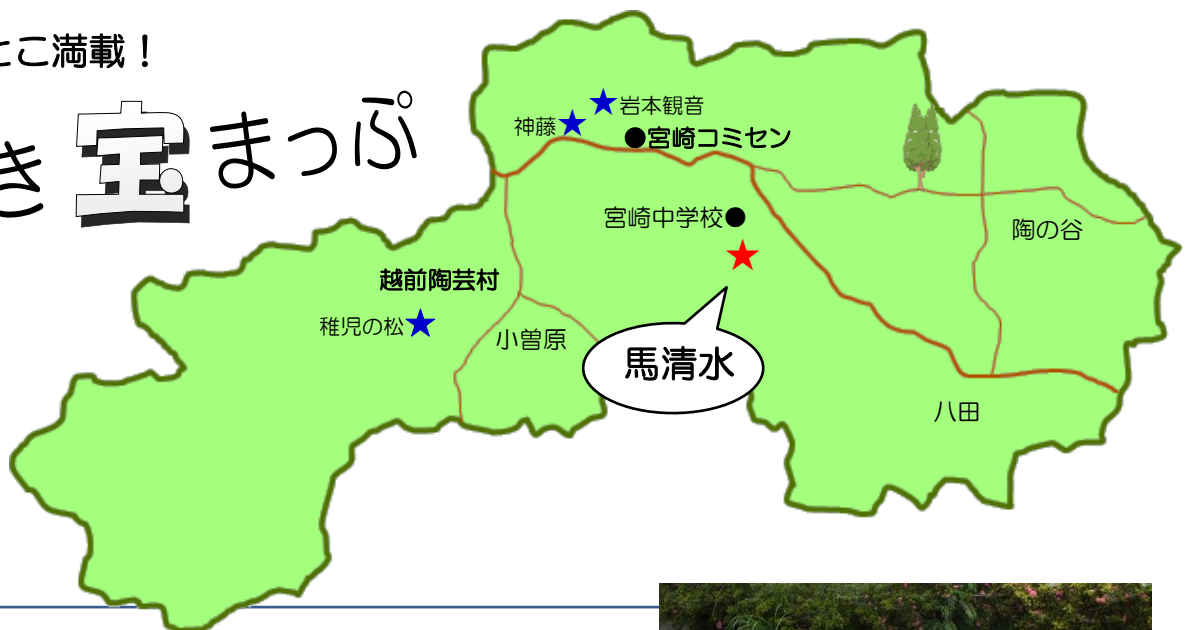 とこ満載！
き宝まっぷ
岩本観音
神藤
宮崎コミセン
宮崎中学校
陶の谷
越前陶芸村
稚児の松
小曽原
馬清水
八田